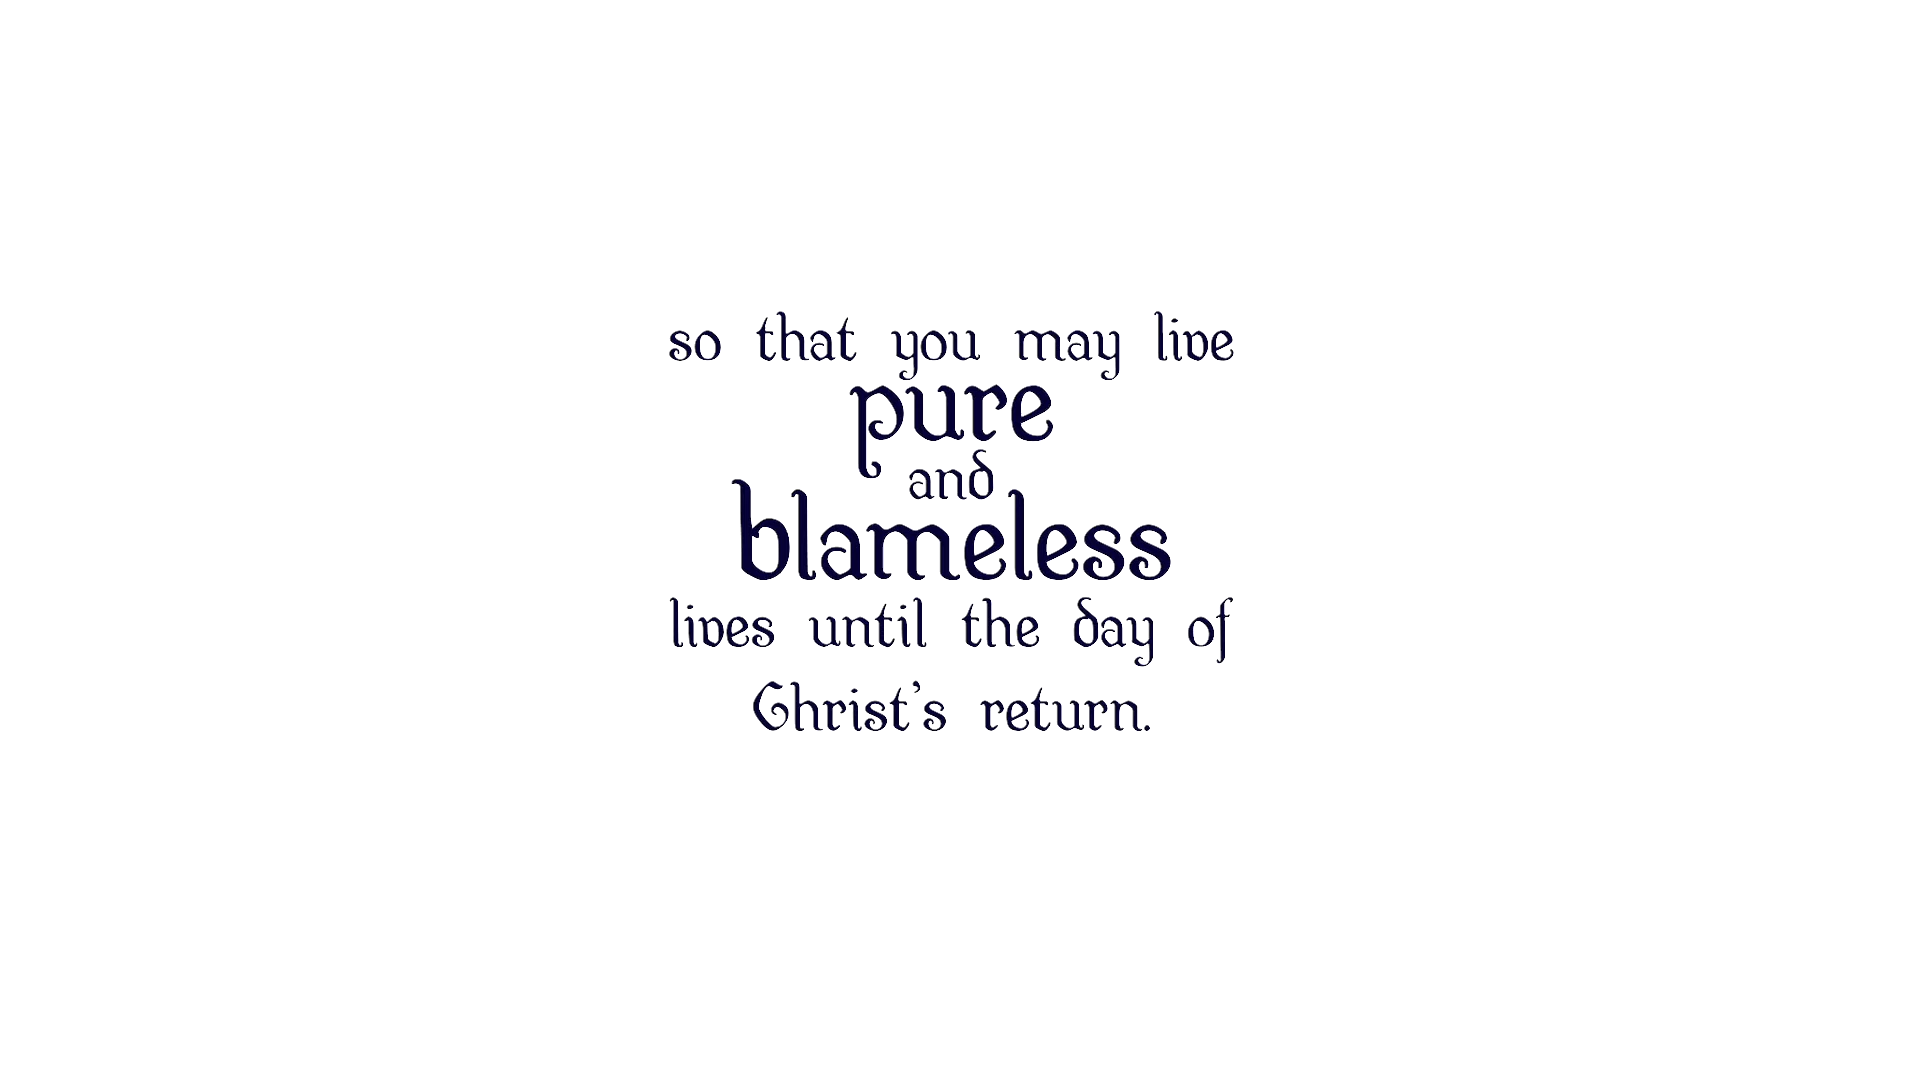 so that you may live
pure
and
blameless
lives until the day of
Christ's return.